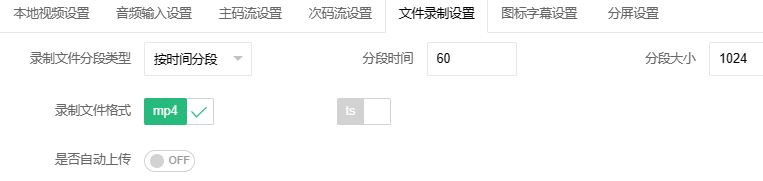 本地视频设置 音频输入设置 主码流设置 次码流设置 文件录制设置 图标字幕设置 分屏设置
录制文件分段类型 按时间分段 分段时间 60 分段大小 1024
录制文件格式 mp4 ts
是否自动上传 OFF